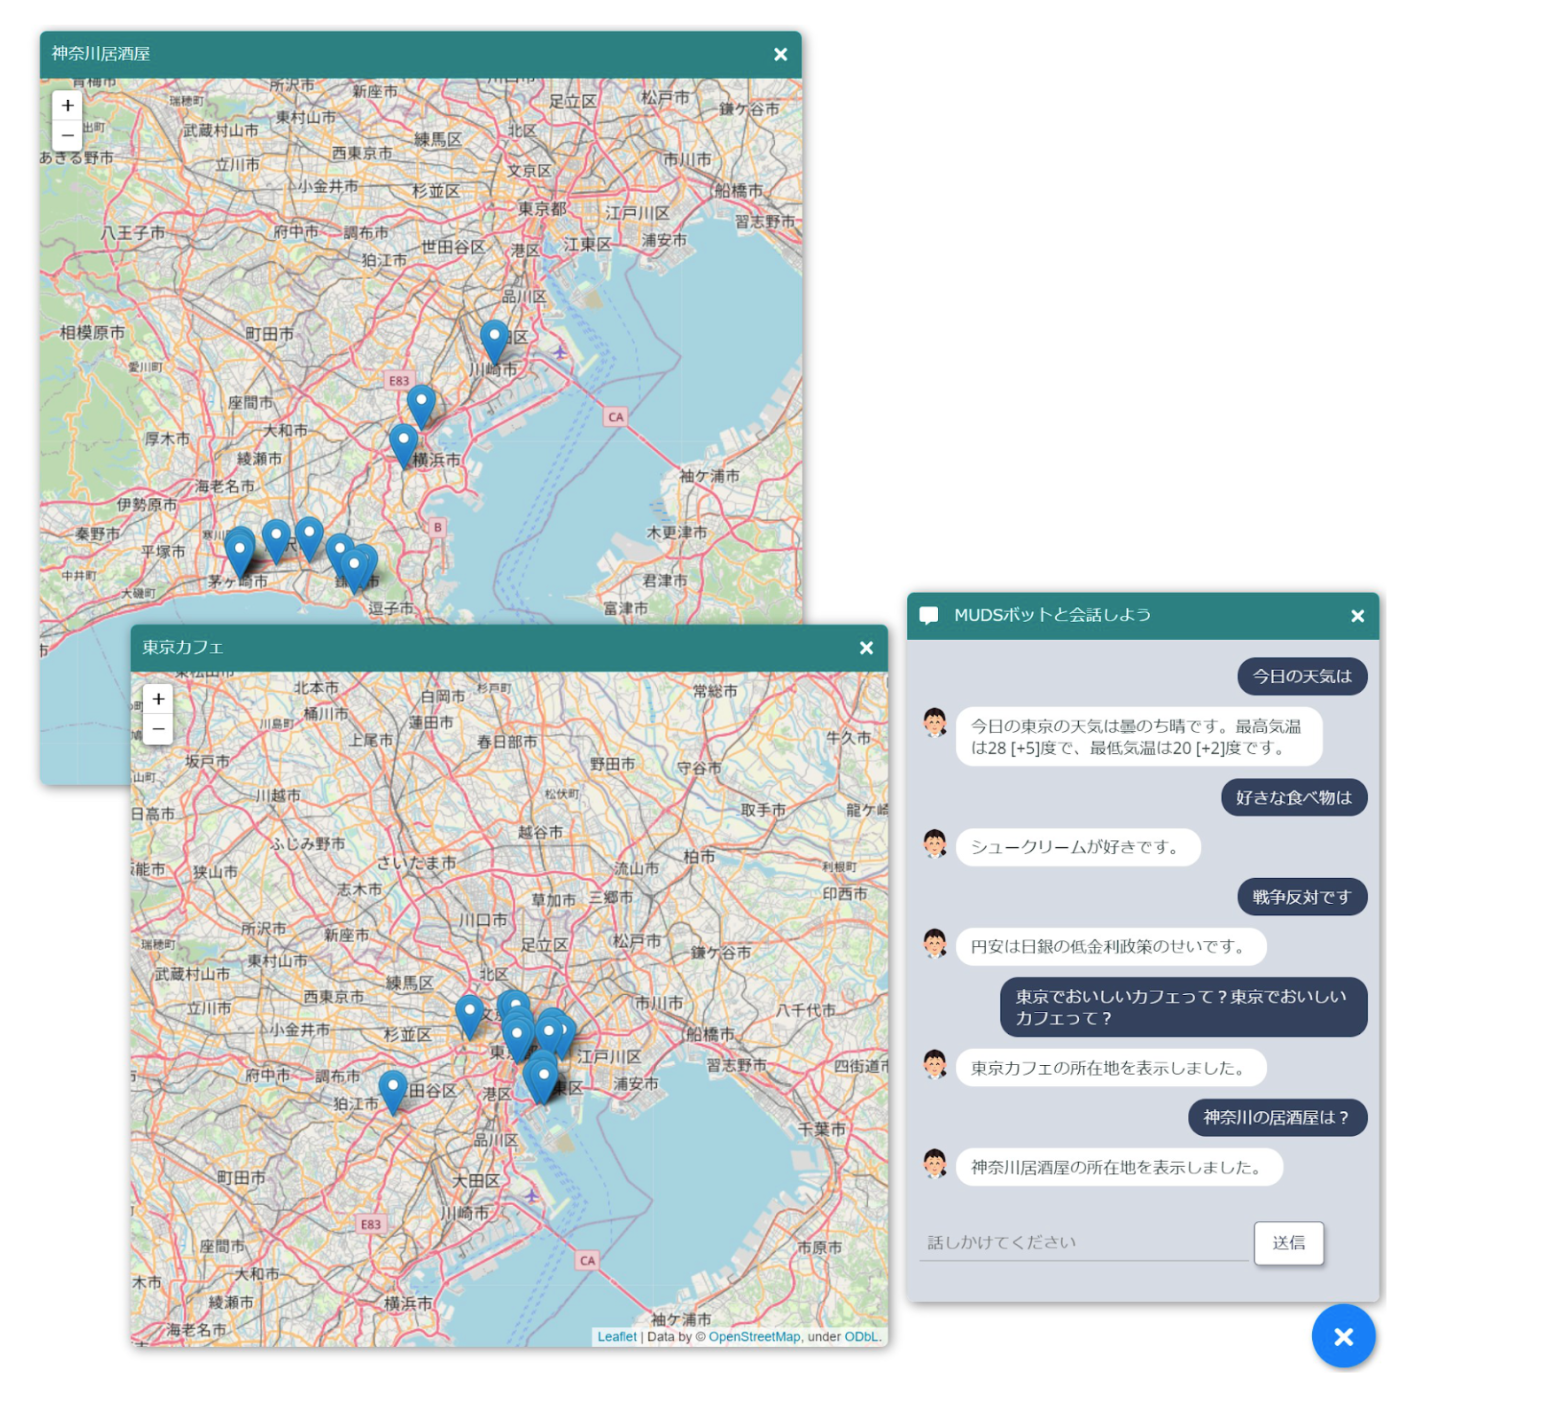 神奈川居酒屋
青梅市
所沢市
新座市
足立区
松戸市
鎌ケ谷市
瑞穂町
武蔵村山市
東村山市
練馬区
北区
あきる野市
立川市
西東京市
文京区
市川市
小金井市
杉並区
船橋市
東京都
江戸川区
習志野市
八王子市
府中市
調布市
世田谷区
港区
江東区
浦安市
狛江市
品川区
相模原市
町田市
川崎市
愛川町
E83
座間市
CA
厚木市
大和市
綾瀬市
横浜市
海老名市
袖ケ浦市
伊勢原市
秦野市
B
木更津市
平塚市
中井町
茅ヶ崎市
君津市
大磯町
逗子市
富津市
東京カフェ
北本市
白岡市
杉戸町
常総市
川島町
桶川市
蓮田市
上尾市
春日部市
牛久市
坂戸市
野田市
守谷市
川越市
松伏町
日高市
取手市
龍ケ崎
ふじみ野市
越谷市
さいたま市
柏市
狭山市
流山市
利根町
志木市
草加市
三郷市
印西市
川口市
所沢市
新座市
足立区
松戸市
鎌ケ谷市
瑞穂町
東村山市
武蔵村山市
練馬区
北区
立川市
西東京市
市川市
八千代市
小金井市
杉並区
船橋市
江戸川区
習志野市
四街道市
府中市
調布市
田谷区
港区
浦安市
狛江市
千葉市
品川区
町田市
大田区
川崎市
E83
座間市
市原市
CA
木市
大和市
綾瀬市
横浜市
海老名市
袖ケ浦市
Leaflet | Data by © OpenStreetMap, under ODbL.
MUDSボットと会話しよう
今日の天気は
今日の東京の天気は曇のち晴です。最高気温
は28 [+5]度で、最低気温は20 [+2]度です。
好きな食べ物は
シュークリームが好きです。
戦争反対です
円安は日銀の低金利政策のせいです。
東京でおいしいカフェって？東京でおいしい
カフェって？
東京カフェの所在地を表示しました。
神奈川の居酒屋は？
神奈川居酒屋の所在地を表示しました。
話しかけてください
送信